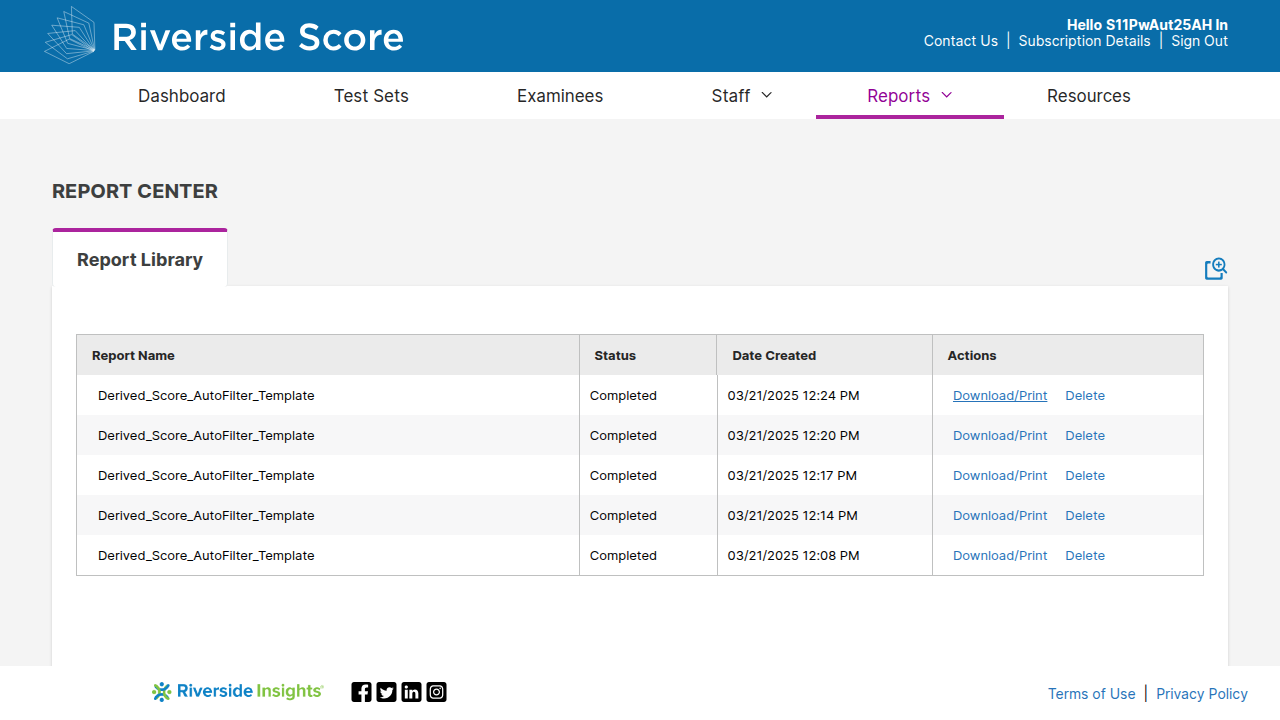 Riverside Score
Hello S11PwAut25AH In
Contact Us | Subscription Details | Sign Out
Dashboard Test Sets Examinees Staff Reports Resources
REPORT CENTER
Report Library
Report Name Status Date Created Actions
Derived_Score_AutoFilter_Template Completed 03/21/2025 12:24 PM Download/Print Delete
Derived_Score_AutoFilter_Template Completed 03/21/2025 12:20 PM Download/Print Delete
Derived_Score_AutoFilter_Template Completed 03/21/2025 12:17 PM Download/Print Delete
Derived_Score_AutoFilter_Template Completed 03/21/2025 12:14 PM Download/Print Delete
Derived_Score_AutoFilter_Template Completed 03/21/2025 12:08 PM Download/Print Delete
Riverside Insights
Terms of Use | Privacy Policy